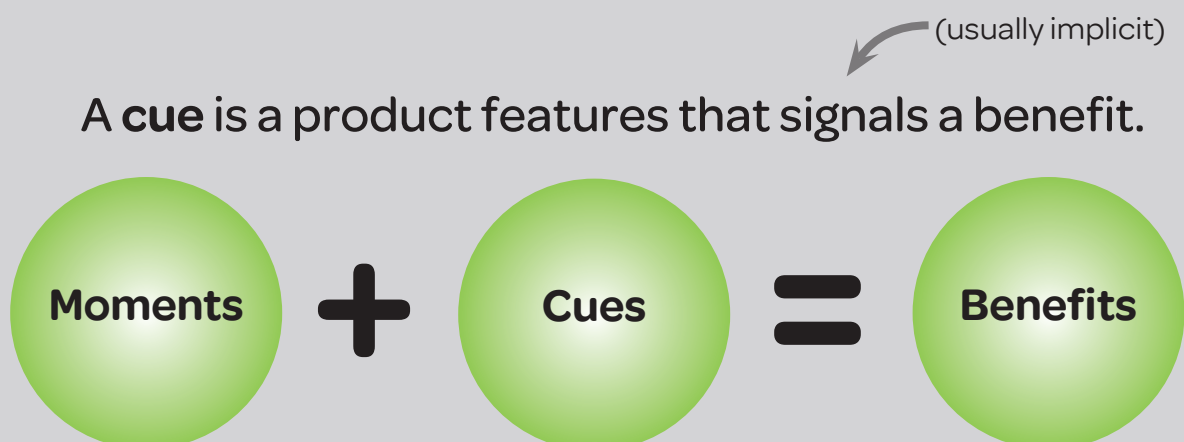 (usually implicit)
A cue is a product features that signals a benefit.
Moments + Cues = Benefits